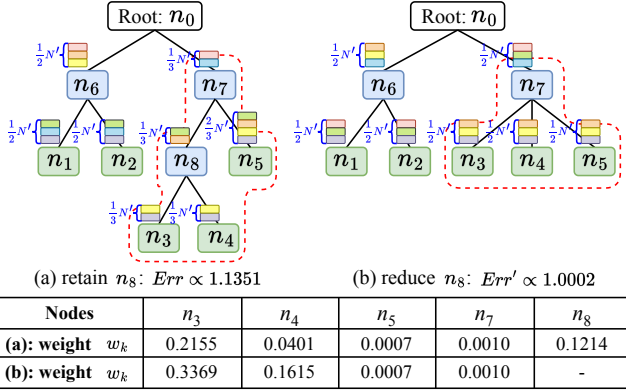 Root: n0 Root: n0
1/2 N' 1/3 N' 1/2 N'
n6 n7 n6 n7
1/2 N' 1/2 N' 1/3 N' 2/3 N' 1/2 N' 1/2 N' 1/2 N' 1/2 N'
n1 n2 n8 n5 n1 n2 n3 n4 n5
1/3 N' 1/3 N'
n3 n4
(a) retain n8: Err ∝ 1.1351 (b) reduce n8: Err′ ∝ 1.0002
Nodes n3 n4 n5 n7 n8
(a): weight wk 0.2155 0.0401 0.0007 0.0010 0.1214
(b): weight wk 0.3369 0.1615 0.0007 0.0010 -